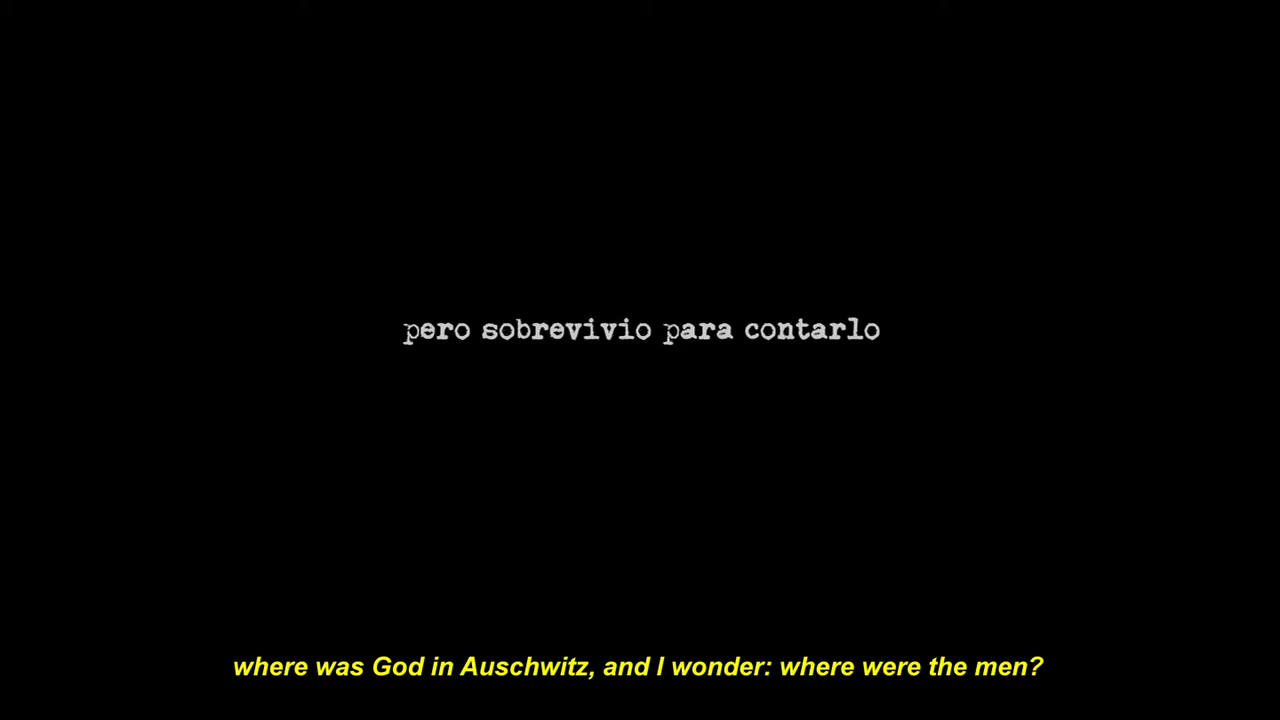 pero sobrevivio para contarlo
where was God in Auschwitz, and I wonder: where were the men?